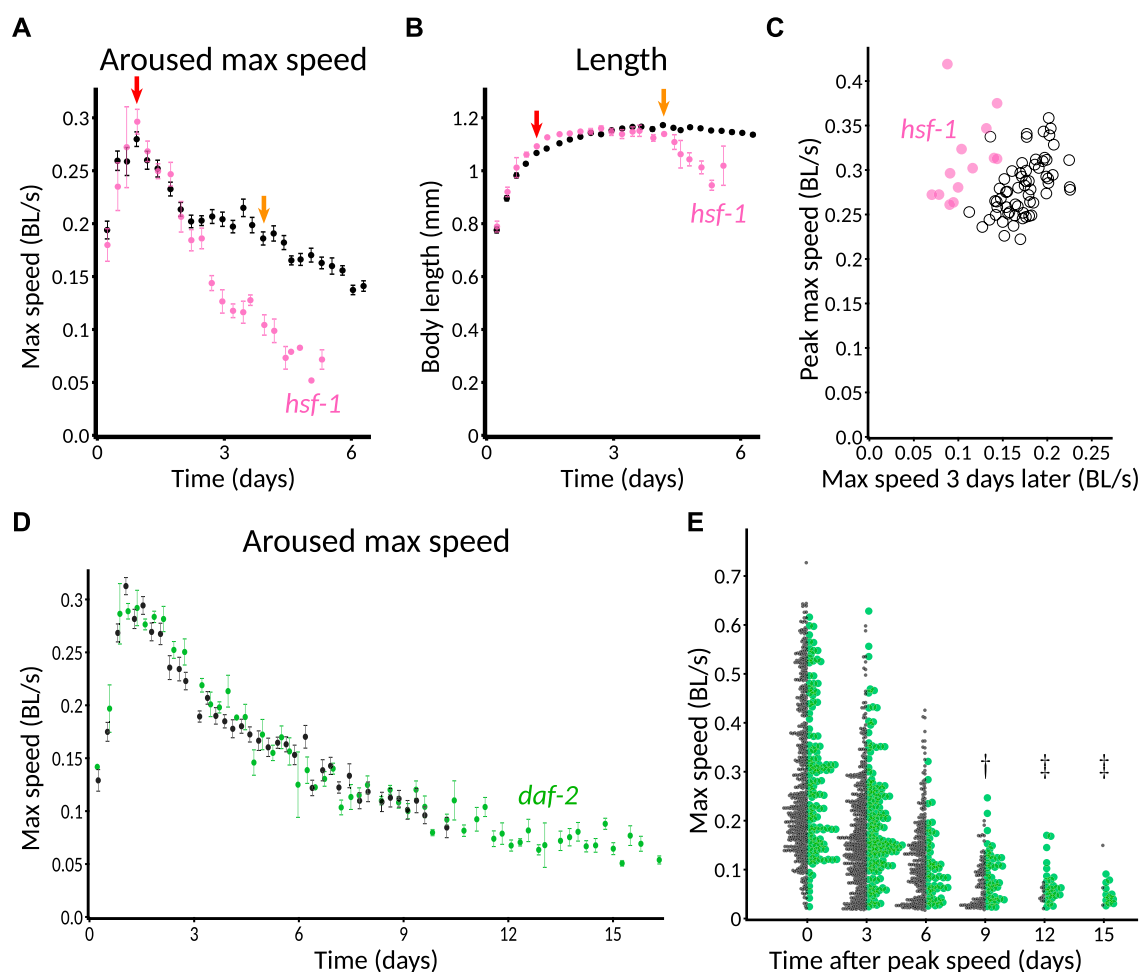 A
Aroused max speed
Max speed (BL/s)
0.3
0.25
0.2
0.15
0.1
0.05
0.0
hsf-1
0
3
6
Time (days)
B
Length
Body length (mm)
1.2
1.0
0.8
0.6
0.4
0.2
0
hsf-1
0
3
6
Time (days)
C
Peak max speed (BL/s)
0.4
0.35
0.3
0.25
0.2
0.15
0.1
0.05
0.0
hsf-1
0.0
0.05
0.1
0.15
0.2
0.25
Max speed 3 days later (BL/s)
D
Aroused max speed
Max speed (BL/s)
0.3
0.25
0.2
0.15
0.1
0.05
0.0
daf-2
0
3
6
9
12
15
Time (days)
E
Max speed (BL/s)
0.7
0.6
0.5
0.4
0.3
0.2
0.1
0
†
‡
‡
0
3
6
9
12
15
Time after peak speed (days)